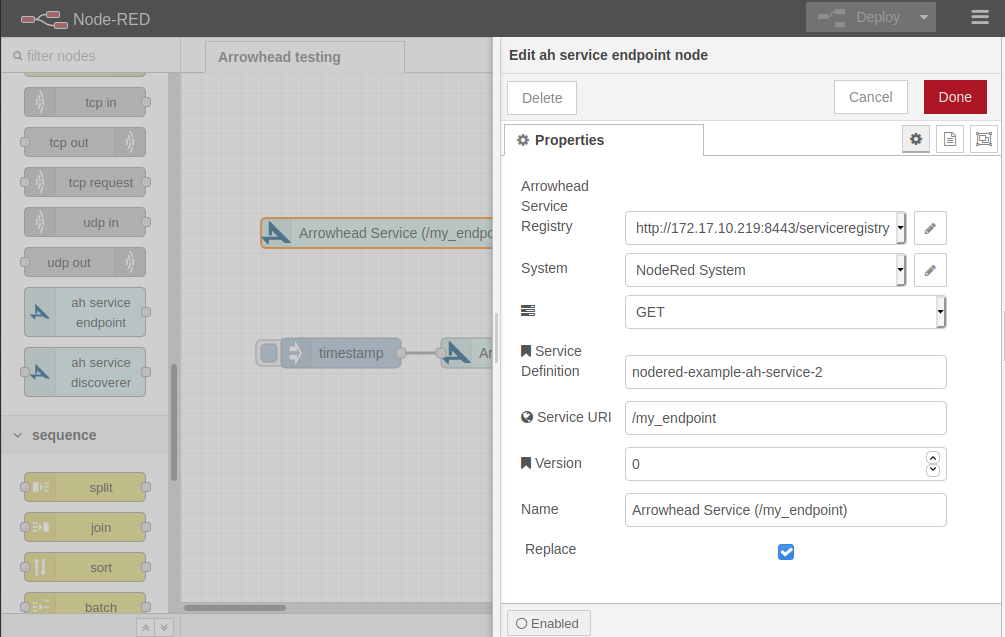 Node-RED
Deploy
filter nodes
tcp in
tcp out
tcp request
udp in
udp out
ah service
endpoint
ah service
discoverer
sequence
split
join
sort
batch
Arrowhead testing
Arrowhead Service (/my_endpo
timestamp
Ar
Edit ah service endpoint node
Delete
Cancel
Done
Properties
Arrowhead
Service
Registry
http://172.17.10.219:8443/serviceregistry
System
NodeRed System
GET
Service
Definition
nodered-example-ah-service-2
Service URI
/my_endpoint
Version
0
Name
Arrowhead Service (/my_endpoint)
Replace
Enabled